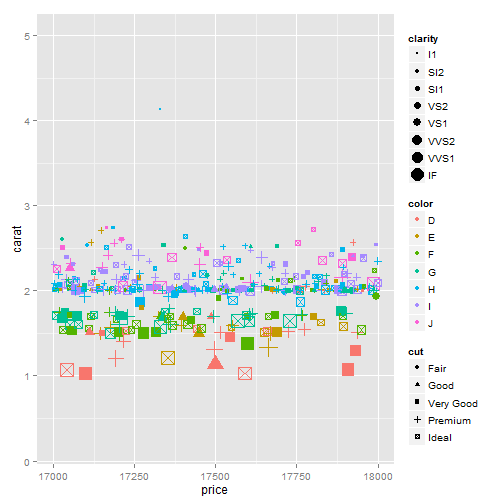 5
4
3
2
1
0
carat
17000
17250
17500
17750
18000
price
clarity
I1
SI2
SI1
VS2
VS1
VVS2
VVS1
IF
color
D
E
F
G
H
I
J
cut
Fair
Good
Very Good
Premium
Ideal